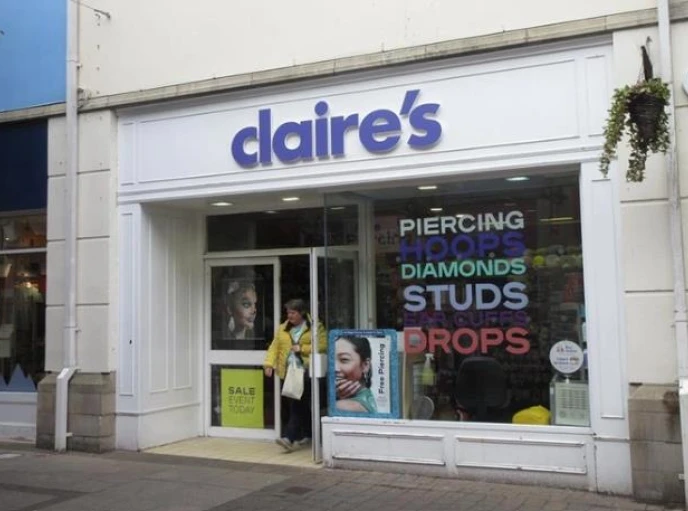 claire's
PIERCING
HOOPS
DIAMONDS
STUDS
EAR CUFFS
DROPS
Free Piercing
SALE
EVENT
TODAY